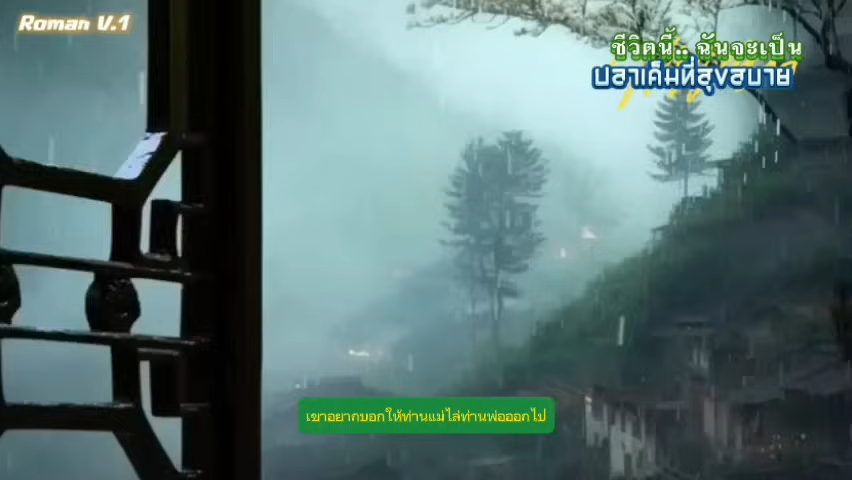 Roman V.1
ชีวิตนี้.. ฉันจะเป็น
ปลาเค็มที่สุขสบาย
เขาอยากบอกให้ท่านแม่ไล่ท่านพ่อออกไป